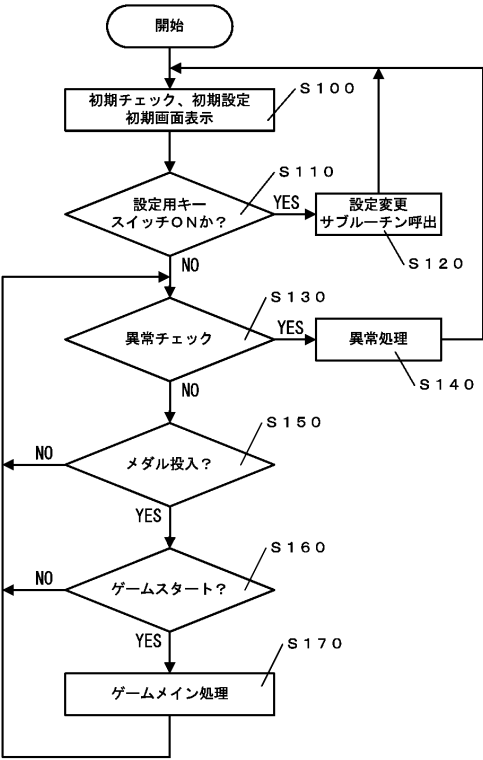 開始
初期チェック、初期設定
初期画面表示
Ｓ１００
設定用キー
スイッチＯＮか？
Ｓ１１０
YES
設定変更
サブルーチン呼出
Ｓ１２０
NO
異常チェック
Ｓ１３０
YES
異常処理
Ｓ１４０
NO
メダル投入？
Ｓ１５０
NO
YES
ゲームスタート？
Ｓ１６０
NO
YES
ゲームメイン処理
Ｓ１７０